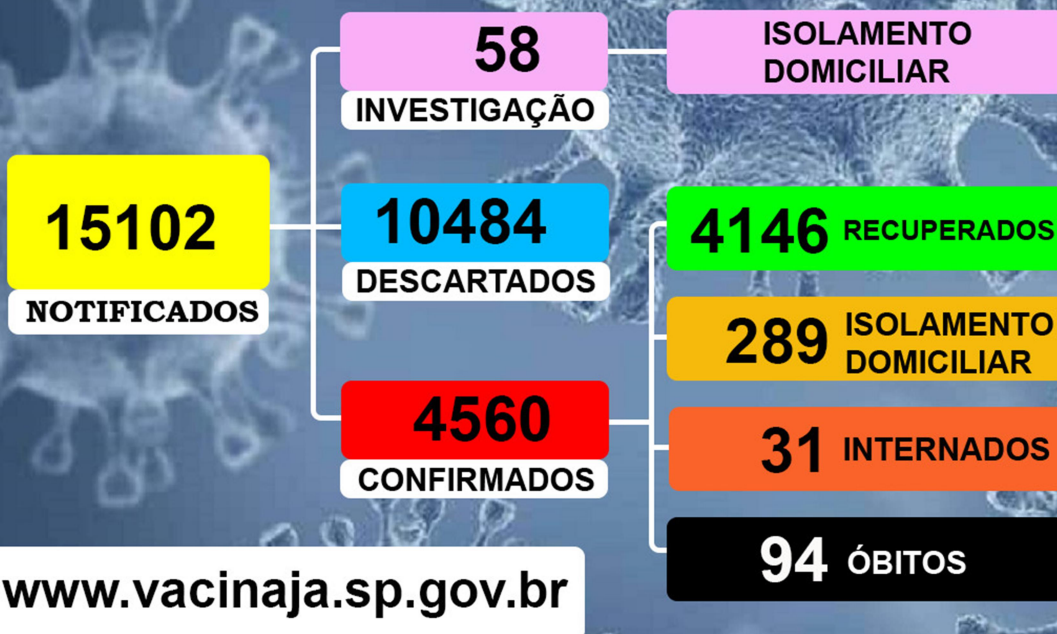 15102
NOTIFICADOS
58
INVESTIGAÇÃO
ISOLAMENTO
DOMICILIAR
10484
DESCARTADOS
4560
CONFIRMADOS
4146 RECUPERADOS
289 ISOLAMENTO
DOMICILIAR
31 INTERNADOS
94 ÓBITOS
www.vacinaja.sp.gov.br